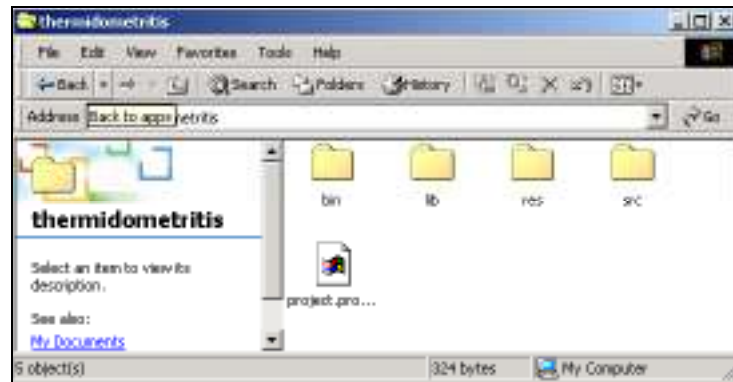 thermidometritis
File Edit View Favorites Tools Help
Back Search Folders History
Address Back to apps etritis Go
bin lib res src
thermidometritis
Select an item to view its
description.
project.pro...
See also:
My Documents
5 object(s) 324 bytes My Computer